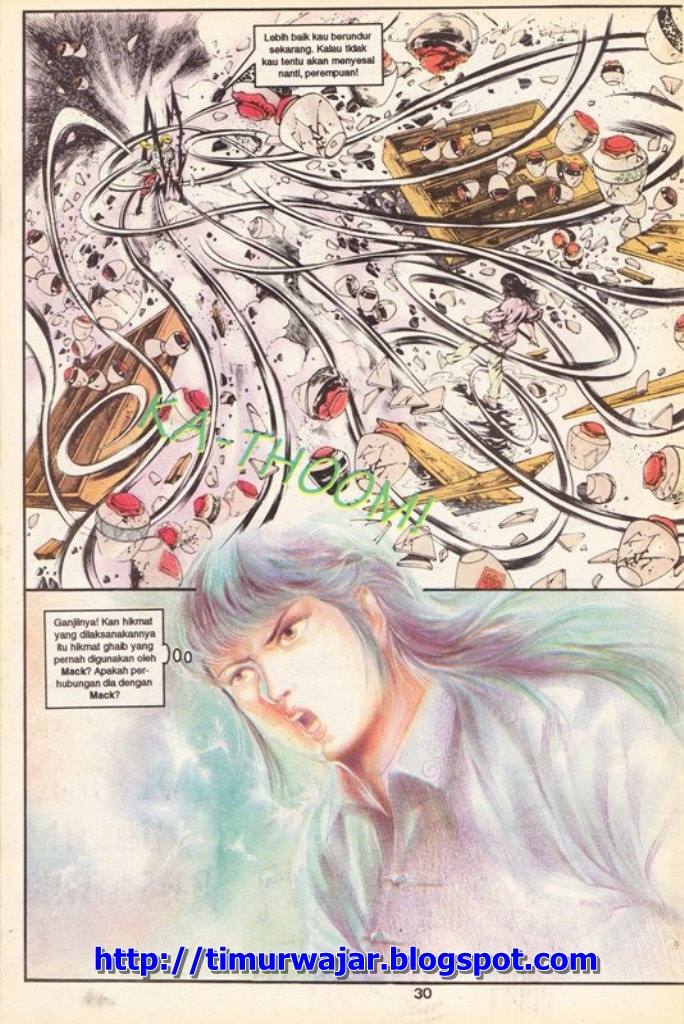 Lebih baik kau berundur
sekarang. Kalau tidak
kau tentu akan menyesal
nanti, perempuan!
KA-THOOM!
Ganjilnya! Kan hikmat
yang dilaksanakannya
itu hikmat ghaib yang
pernah digunakan oleh
Mack? Apakah per-
hubungan dia dengan
Mack?
http://timurwajar.blogspot.com
30